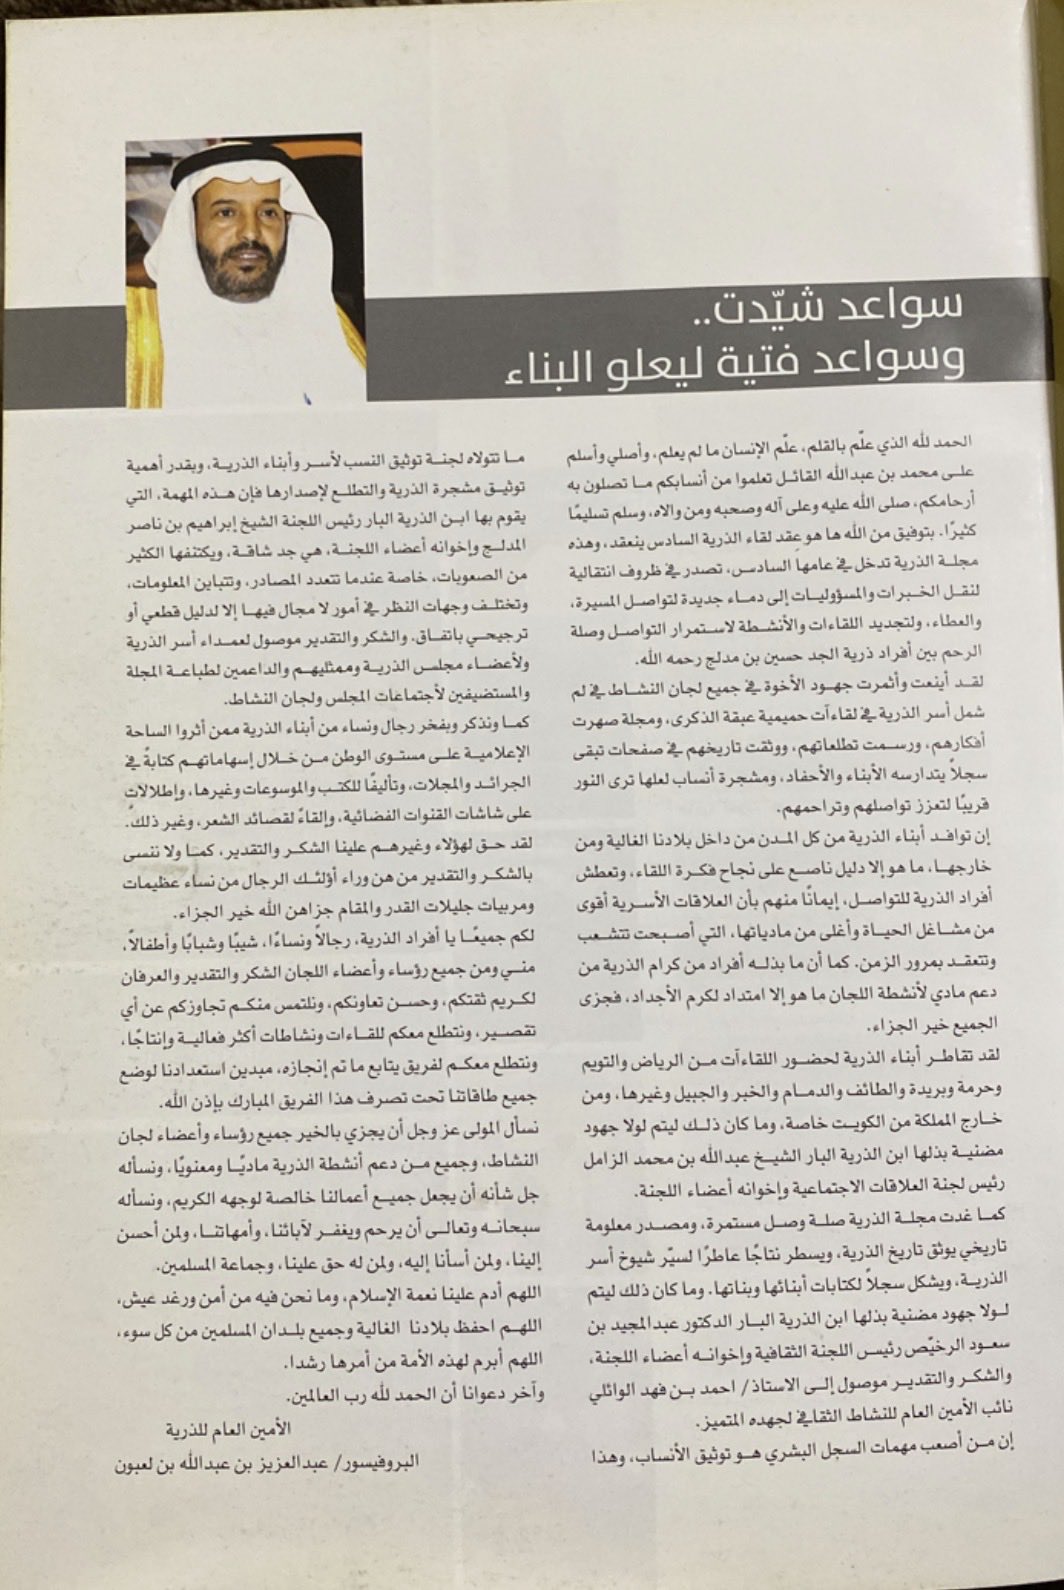 سواعد شيّدت..
وسواعد فتية ليعلو البناء
الحمد لله الذي علّم بالقلم، علّم الإنسان ما لم يعلم، وأصلي وأسلم
على محمد بن عبدالله القائل تعلموا من أنسابكم ما تصلون به
أرحامكم، صلى الله عليه وعلى آله وصحبه ومن والاه، وسلم تسليمًا
كثيرًا. بتوفيق من الله ها هو عِقد لقاء الذرية السادس ينعقد، وهذه
مجلة الذرية تدخل في عامها السادس، تصدر في ظروف انتقالية
لنقل الخبرات والمسؤوليات إلى دماء جديدة لتواصل المسيرة،
والعطاء، ولتجديد اللقاءات والأنشطة لاستمرار التواصل وصلة
الرحم بين أفراد ذرية الجد حسين بن مدلج رحمه الله.
لقد أينعت وأثمرت جهود الأخوة في جميع لجان النشاط في لم
شمل أسر الذرية في لقاءآت حميمية عبقة الذكرى، ومجلة صهرت
أفكارهم، ورسمت تطلعاتهم، ووثقت تاريخهم في صفحات تبقى
سجلاً يتدارسه الأبناء والأحفاد، ومشجرة أنساب لعلها ترى النور
قريبًا لتعزز تواصلهم وتراحمهم.
إن توافد أبناء الذرية من كل المدن من داخل بلادنا الغالية ومن
خارجها، ما هو إلا دليل ناصع على نجاح فكرة اللقاء، وتعطش
أفراد الذرية للتواصل، إيمانًا منهم بأن العلاقات الأسرية أقوى
من مشاغل الحياة وأغلى من مادياتها، التي أصبحت تتشعب
وتتعقد بمرور الزمن. كما أن ما بذله أفراد من كرام الذرية من
دعم مادي لأنشطة اللجان ما هو إلا امتداد لكرم الأجداد، فجزى
الجميع خير الجزاء.
لقد تقاطر أبناء الذرية لحضور اللقاءآت من الرياض والتويم
وحرمة وبريدة والطائف والدمام والخبر والجبيل وغيرها، ومن
خارج المملكة من الكويت خاصة، وما كان ذلك ليتم لولا جهود
مضنية بذلها ابن الذرية البار الشيخ عبدالله بن محمد الزامل
رئيس لجنة العلاقات الاجتماعية وإخوانه أعضاء اللجنة.
كما غدت مجلة الذرية صلة وصل مستمرة، ومصدر معلومة
تاريخي يوثق تاريخ الذرية، ويسطر نتاجًا عاطرًا لسيّر شيوخ أسر
الذرية، ويشكل سجلاً لكتابات أبنائها وبناتها. وما كان ذلك ليتم
لولا جهود مضنية بذلها ابن الذرية البار الدكتور عبدالمجيد بن
سعود الرخيّص رئيس اللجنة الثقافية وإخوانه أعضاء اللجنة،
والشكر والتقدير موصول إلى الاستاذ/ احمد بن فهد الوائلي
نائب الأمين العام للنشاط الثقافي لجهده المتميز.
إن من أصعب مهمات السجل البشري هو توثيق الأنساب، وهذا
ما تتولاه لجنة توثيق النسب لأسر وأبناء الذرية، وبقدر أهمية
توثيق مشجرة الذرية والتطلع لإصدارها فإن هذه المهمة، التي
يقوم بها ابن الذرية البار رئيس اللجنة الشيخ إبراهيم بن ناصر
المدلج وإخوانه أعضاء اللجنة، هي جد شاقة، ويكتنفها الكثير
من الصعوبات، خاصة عندما تتعدد المصادر، وتتباين المعلومات،
وتختلف وجهات النظر في أمور لا مجال فيها إلا لدليل قطعي أو
ترجيحي باتفاق. والشكر والتقدير موصول لعمداء أسر الذرية
ولأعضاء مجلس الذرية وممثليهم والداعمين لطباعة المجلة
والمستضيفين لأجتماعات المجلس ولجان النشاط.
كما ونذكر وبفخر رجال ونساء من أبناء الذرية ممن أثروا الساحة
الإعلامية على مستوى الوطن من خلال إسهاماتهم كتابةً في
الجرائد والمجلات، وتأليفًا للكتب والموسوعات وغيرها، وإطلالاتٍ
على شاشات القنوات الفضائية، وإلقاءً لقصائد الشعر، وغير ذلك.
لقد حق لهؤلاء وغيرهم علينا الشكر والتقدير، كما ولا ننسى
بالشكر والتقدير من هن وراء أؤلئك الرجال من نساء عظيمات
ومربيات جليلات القدر والمقام جزاهن الله خير الجزاء.
لكم جميعًا يا أفراد الذرية، رجالاً ونساءًا، شيبًا وشبابًا وأطفالاً،
مني ومن جميع رؤساء وأعضاء اللجان الشكر والتقدير والعرفان
لكريم ثقتكم، وحسن تعاونكم، ونلتمس منكم تجاوزكم عن أي
تقصير، ونتطلع معكم للقاءات ونشاطات أكثر فعالية وإنتاجًا،
ونتطلع معكم لفريق يتابع ما تم إنجازه، مبدين استعدادنا لوضع
جميع طاقاتنا تحت تصرف هذا الفريق المبارك بإذن الله.
نسأل المولى عز وجل أن يجزي بالخير جميع رؤساء وأعضاء لجان
النشاط، وجميع من دعم أنشطة الذرية ماديًا ومعنويًا، ونسأله
جل شأنه أن يجعل جميع أعمالنا خالصة لوجهه الكريم، ونسأله
سبحانه وتعالى أن يرحم ويغفر لآبائنا، وأمهاتنا، ولمن أحسن
إلينا، ولمن أسأنا إليه، ولمن له حق علينا، وجماعة المسلمين.
اللهم أدم علينا نعمة الإسلام، وما نحن فيه من أمن ورغد عيش،
اللهم احفظ بلادنا الغالية وجميع بلدان المسلمين من كل سوء،
اللهم أبرم لهذه الأمة من أمرها رشدا.
وآخر دعوانا أن الحمد لله رب العالمين.
الأمين العام للذرية
البروفيسور/ عبدالعزيز بن عبدالله بن لعبون